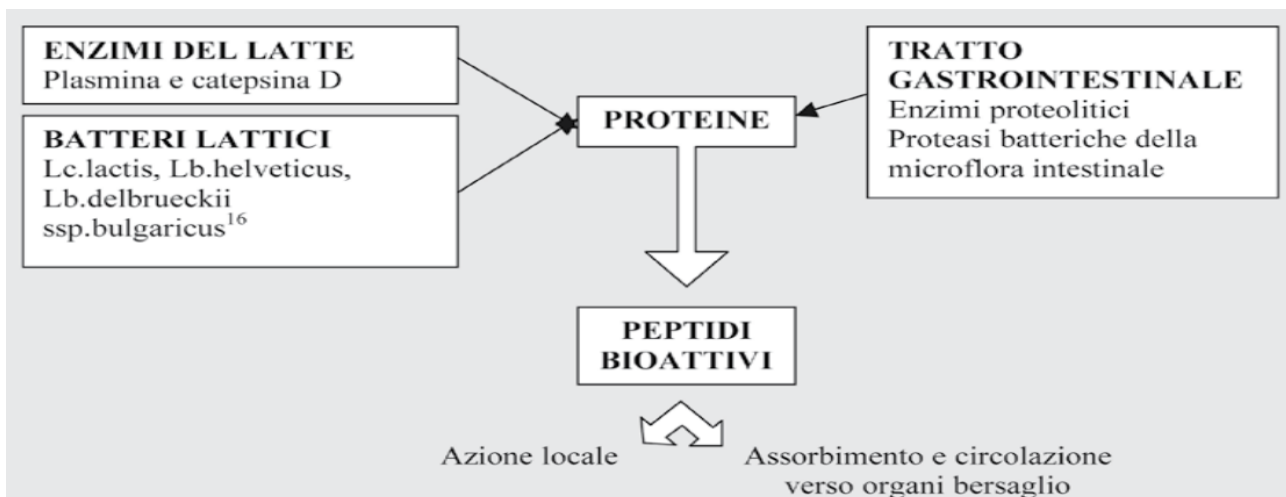 ENZIMI DEL LATTE
Plasmina e catepsina D
BATTERI LATTICI
Lc.lactis, Lb.helveticus,
Lb.delbrueckii
ssp.bulgaricus16
PROTEINE
TRATTO
GASTROINTESTINALE
Enzimi proteolitici
Proteasi batteriche della
microflora intestinale
PEPTIDI
BIOATTIVI
Azione locale
Assorbimento e circolazione
verso organi bersaglio